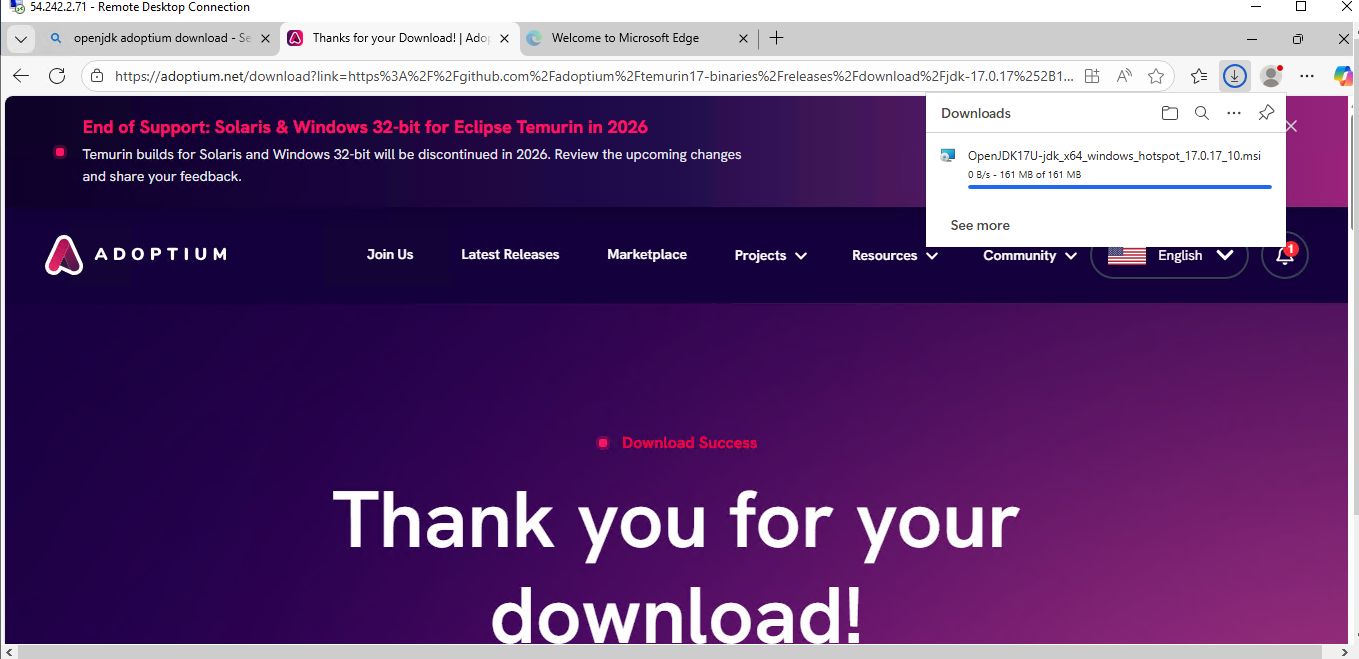 54.242.2.71 - Remote Desktop Connection
openjdk adoptium download - Se
Thanks for your Download! | Adop
Welcome to Microsoft Edge
https://adoptium.net/download?link=https%3A%2F%2Fgithub.com%2Fadoptium%2Ftemurin17-binaries%2Freleases%2Fdownload%2Fjdk-17.0.17%252B1...
End of Support: Solaris & Windows 32-bit for Eclipse Temurin in 2026
Temurin builds for Solaris and Windows 32-bit will be discontinued in 2026. Review the upcoming changes
and share your feedback.
Downloads
OpenJDK17U-jdk_x64_windows_hotspot_17.0.17_10.msi
0 B/s - 161 MB of 161 MB
See more
ADOPTIUM
Join Us
Latest Releases
Marketplace
Projects
Resources
Community
English
1
Download Success
Thank you for your
download!